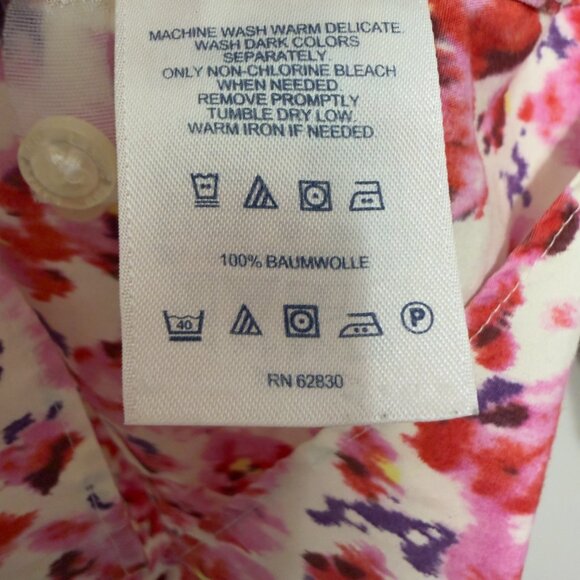 MACHINE WASH WARM DELICATE.
WASH DARK COLORS
SEPARATELY.
ONLY NON-CHLORINE BLEACH
WHEN NEEDED
REMOVE PROMPTLY
TUMBLE DRY LOW.
WARM IRON IF NEEDED.
100% BAUMWOLLE
40 P
RN 62830